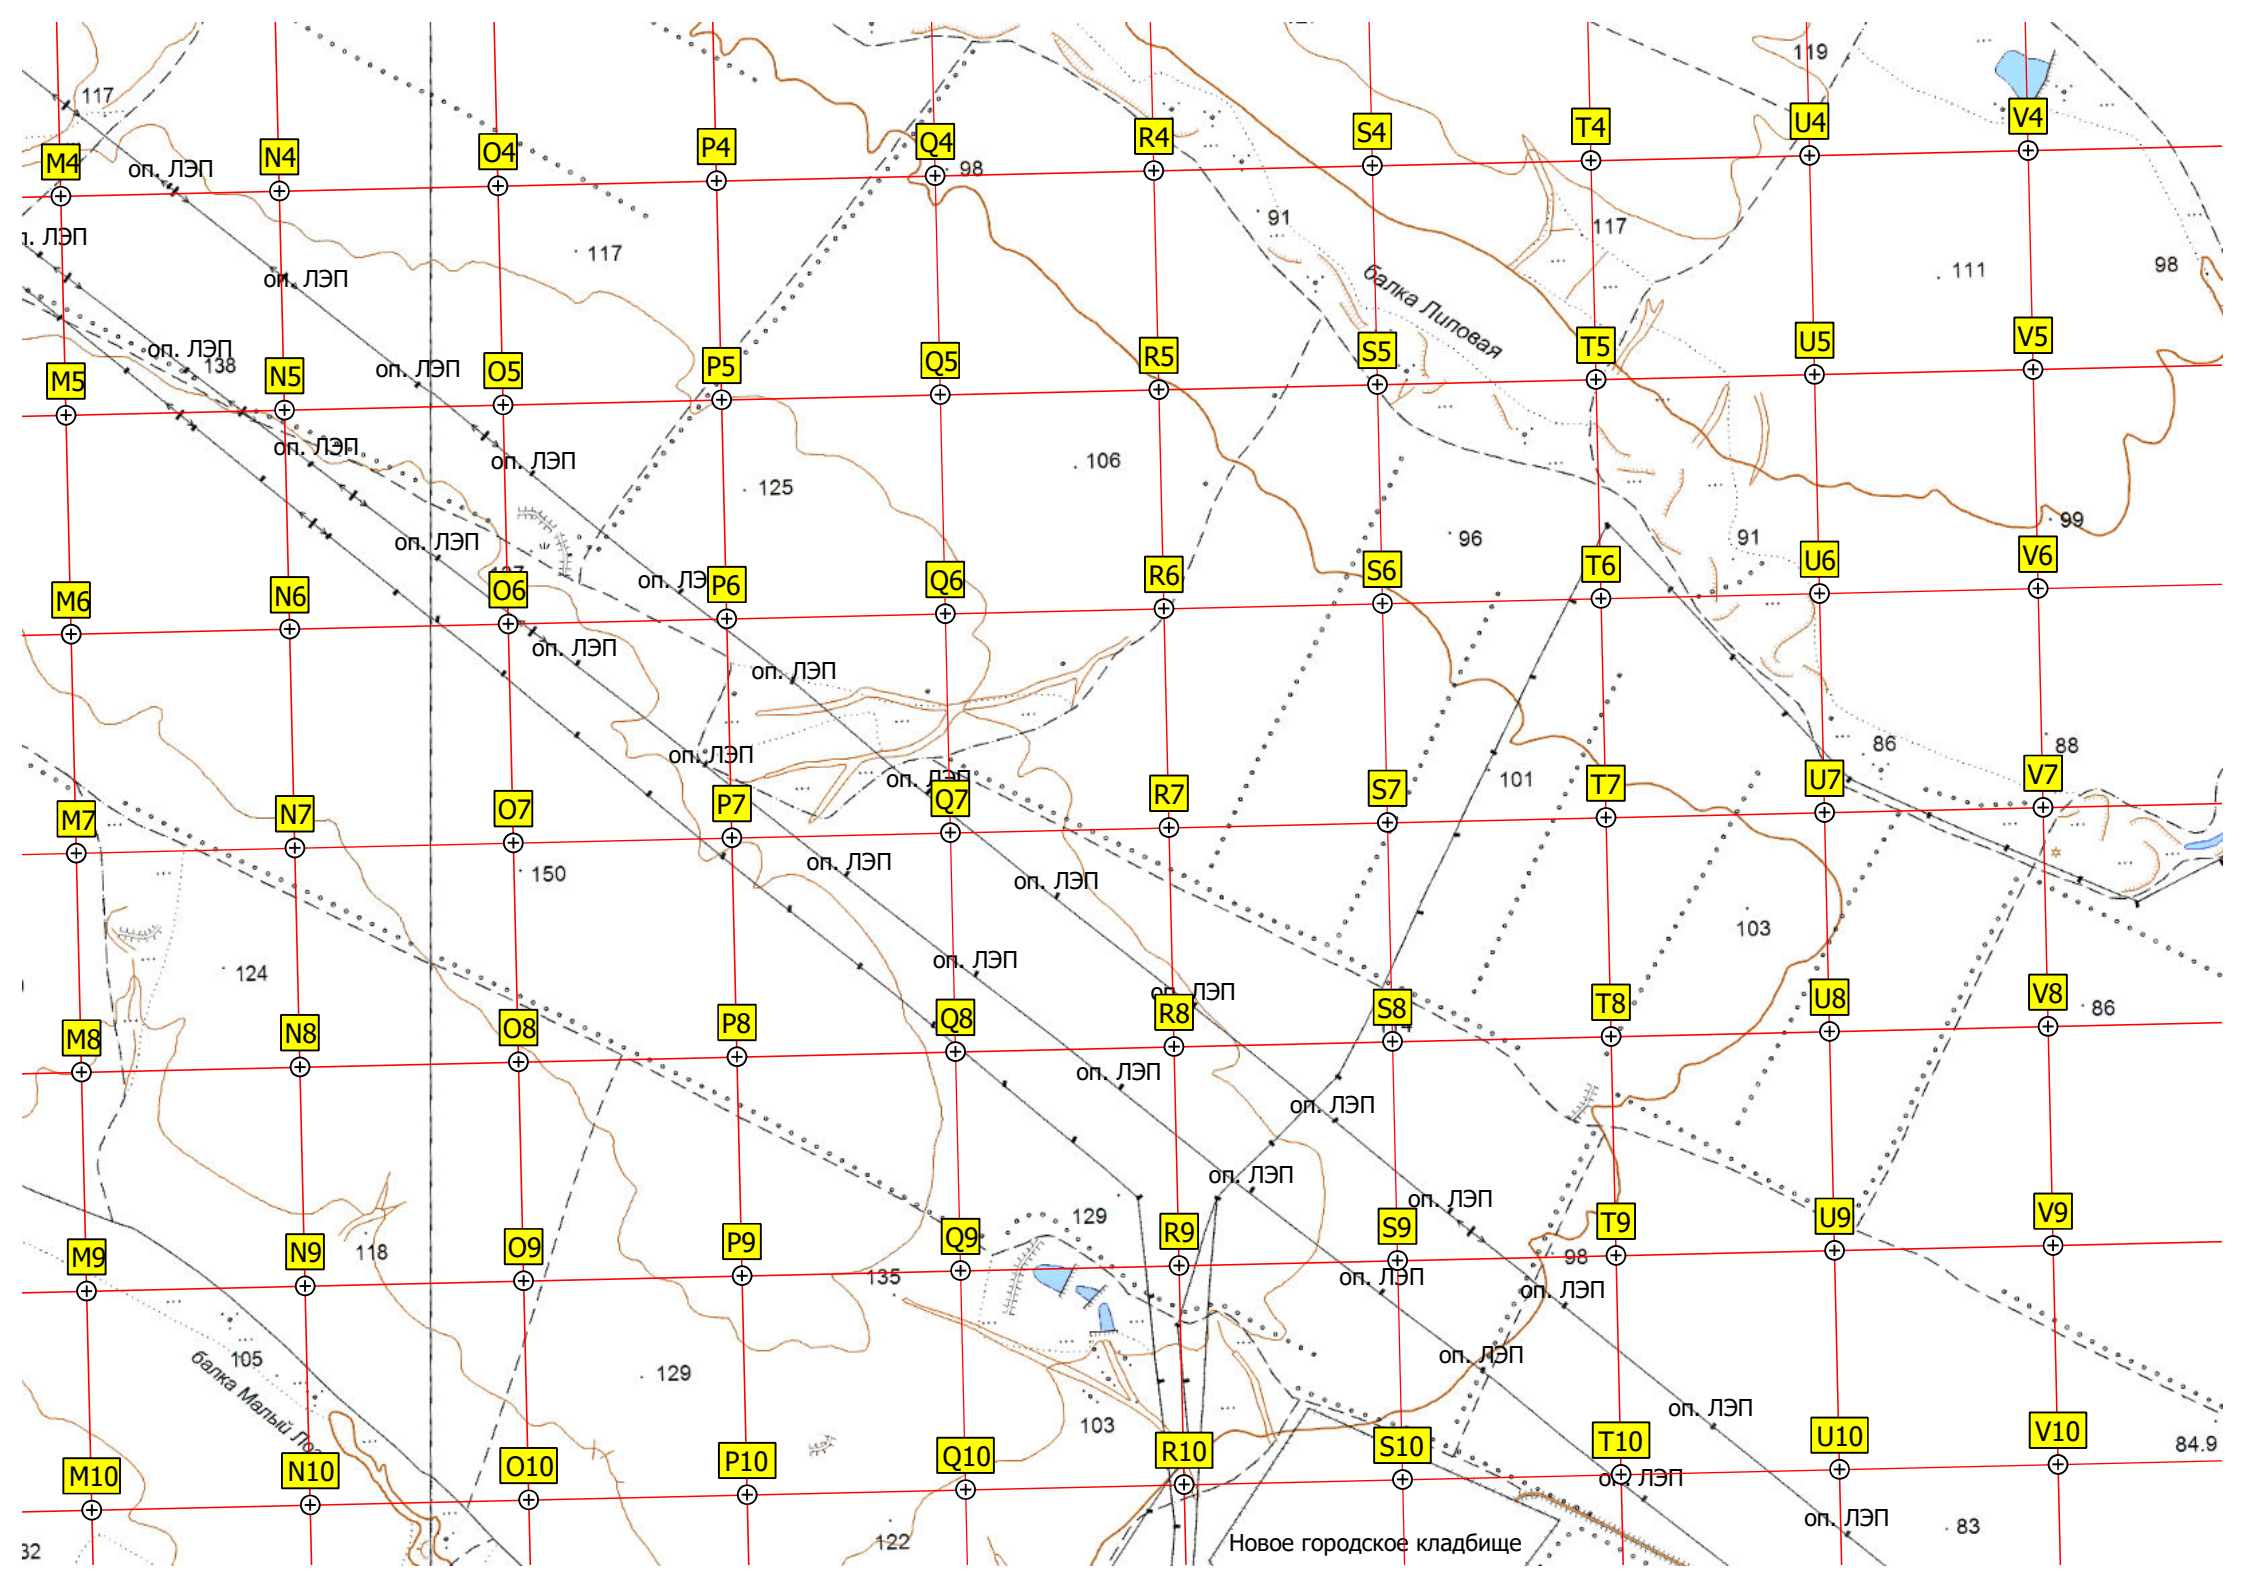 119
117
M4
N4
O4
P4
Q4
R4
S4
T4
U4
V4
оп. ЛЭП
98
91
117
117
98
111
оп. ЛЭП
балка Липовая
оп. ЛЭП
138
оп. ЛЭП
M5
N5
O5
P5
Q5
R5
S5
T5
U5
V5
оп. ЛЭП
оп. ЛЭП
125
106
96
91
99
оп. ЛЭП
M6
N6
O6
P6
Q6
R6
S6
T6
U6
V6
оп. ЛЭП
оп. ЛЭП
оп. ЛЭП
оп. ЛЭП
101
86
88
M7
N7
O7
P7
Q7
R7
S7
T7
U7
V7
150
оп. ЛЭП
оп. ЛЭП
103
124
оп. ЛЭП
оп. ЛЭП
86
M8
N8
O8
P8
Q8
R8
S8
T8
U8
V8
оп. ЛЭП
оп. ЛЭП
оп. ЛЭП
оп. ЛЭП
129
118
M9
N9
O9
P9
Q9
R9
S9
T9
U9
V9
135
98
оп. ЛЭП
оп. ЛЭП
105
129
оп. ЛЭП
103
оп. ЛЭП
балка Малый
84.9
M10
N10
O10
P10
Q10
R10
S10
T10
U10
V10
оп. ЛЭП
122
Новое городское кладбище
оп. ЛЭП
83